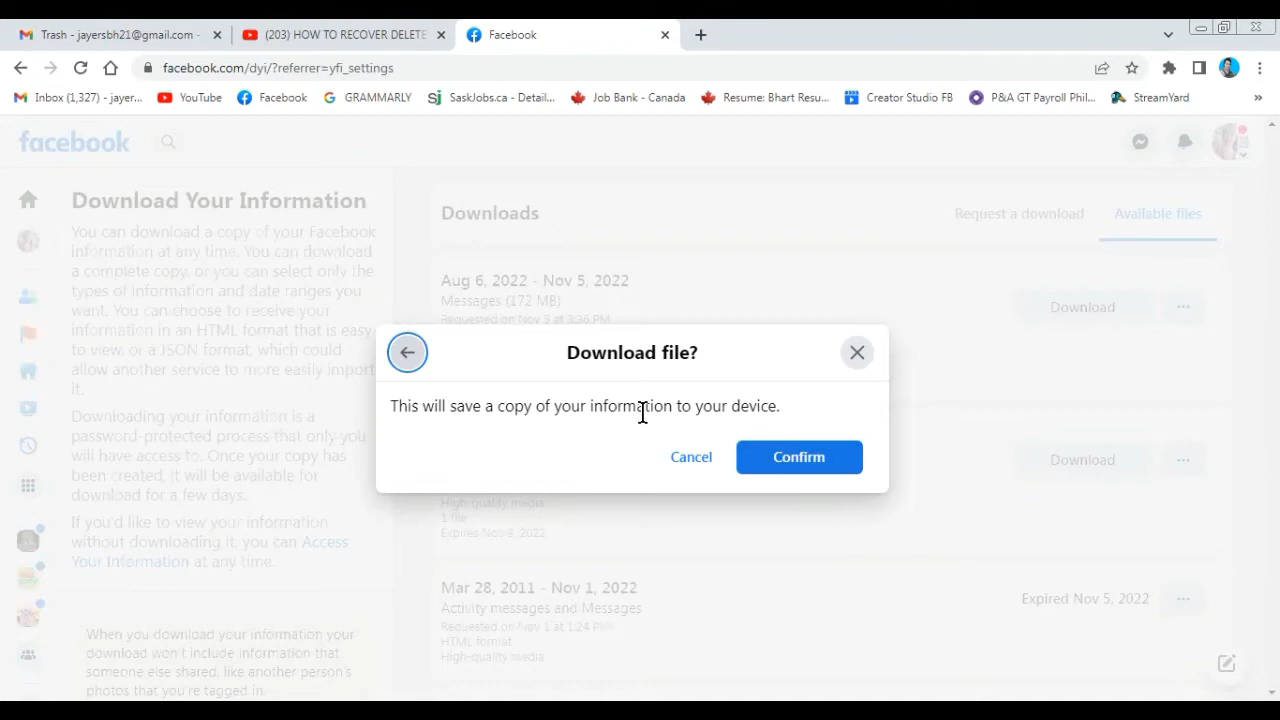 Trash - jayersbh21@gmail.com -
(203) HOW TO RECOVER DELETE
Facebook
facebook.com/dyi/?referrer=yfi_settings
Inbox (1,327) - jayer...
YouTube
Facebook
GRAMMARLY
SaskJobs.ca - Detail...
Job Bank - Canada
Resume: Bhart Resu...
Creator Studio FB
P&A GT Payroll Phil...
StreamYard
facebook
Download Your Information
You can download a copy of your Facebook
information at any time. You can download
a complete copy, or you can select only the
types of information and date ranges you
want. You can choose to receive your
information in an HTML format that is easy
to view, or a JSON format, which could
allow another service to more easily import
it.
Downloading your information is a
password-protected process that only you
will have access to. Once your copy has
been created, it will be available for
download for a few days.
If you'd like to view your information
without downloading it, you can Access
Your Information at any time.
When you download your information your
download won't include information that
someone else shared, like another person's
photos that you're tagged in.
Downloads
Request a download
Available files
Aug 6, 2022 - Nov 5, 2022
Messages (172 MB)
Requested on Nov 5 at 3:36 PM
Download
Download file?
This will save a copy of your information to your device.
Cancel
Confirm
Download
High-quality media
1 file
Expires Nov 9, 2022
Mar 28, 2011 - Nov 1, 2022
Activity messages and Messages
Requested on Nov 1 at 1:24 PM
HTML format
High-quality media
Expired Nov 5, 2022